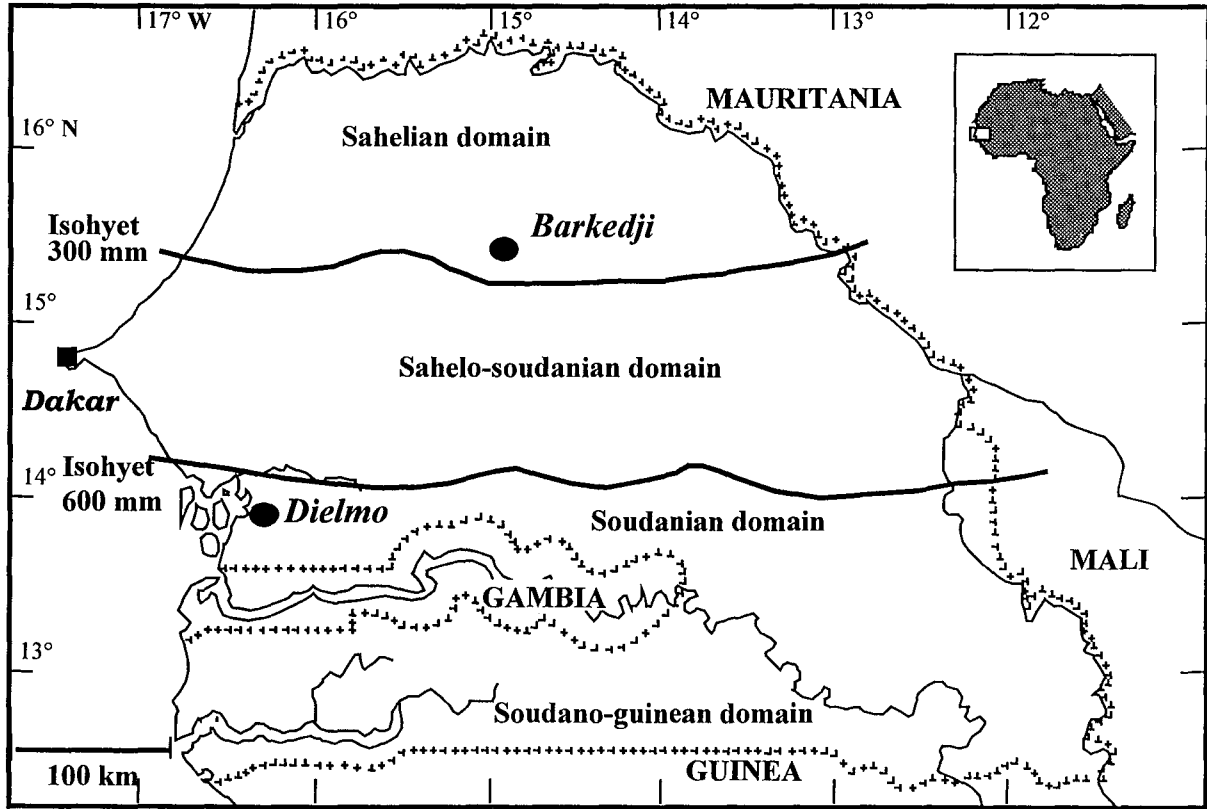 17° W 16° 15° 14° 13° 12°
MAURITANIA
16° N
Sahelian domain
Isohyet
300 mm
Barkedji
15°
Sahelo-soudanian domain
Dakar
Isohyet
600 mm
14°
Dielmo
Soudanian domain
MALI
GAMBIA
13°
Soudano-guinean domain
100 km
GUINEA